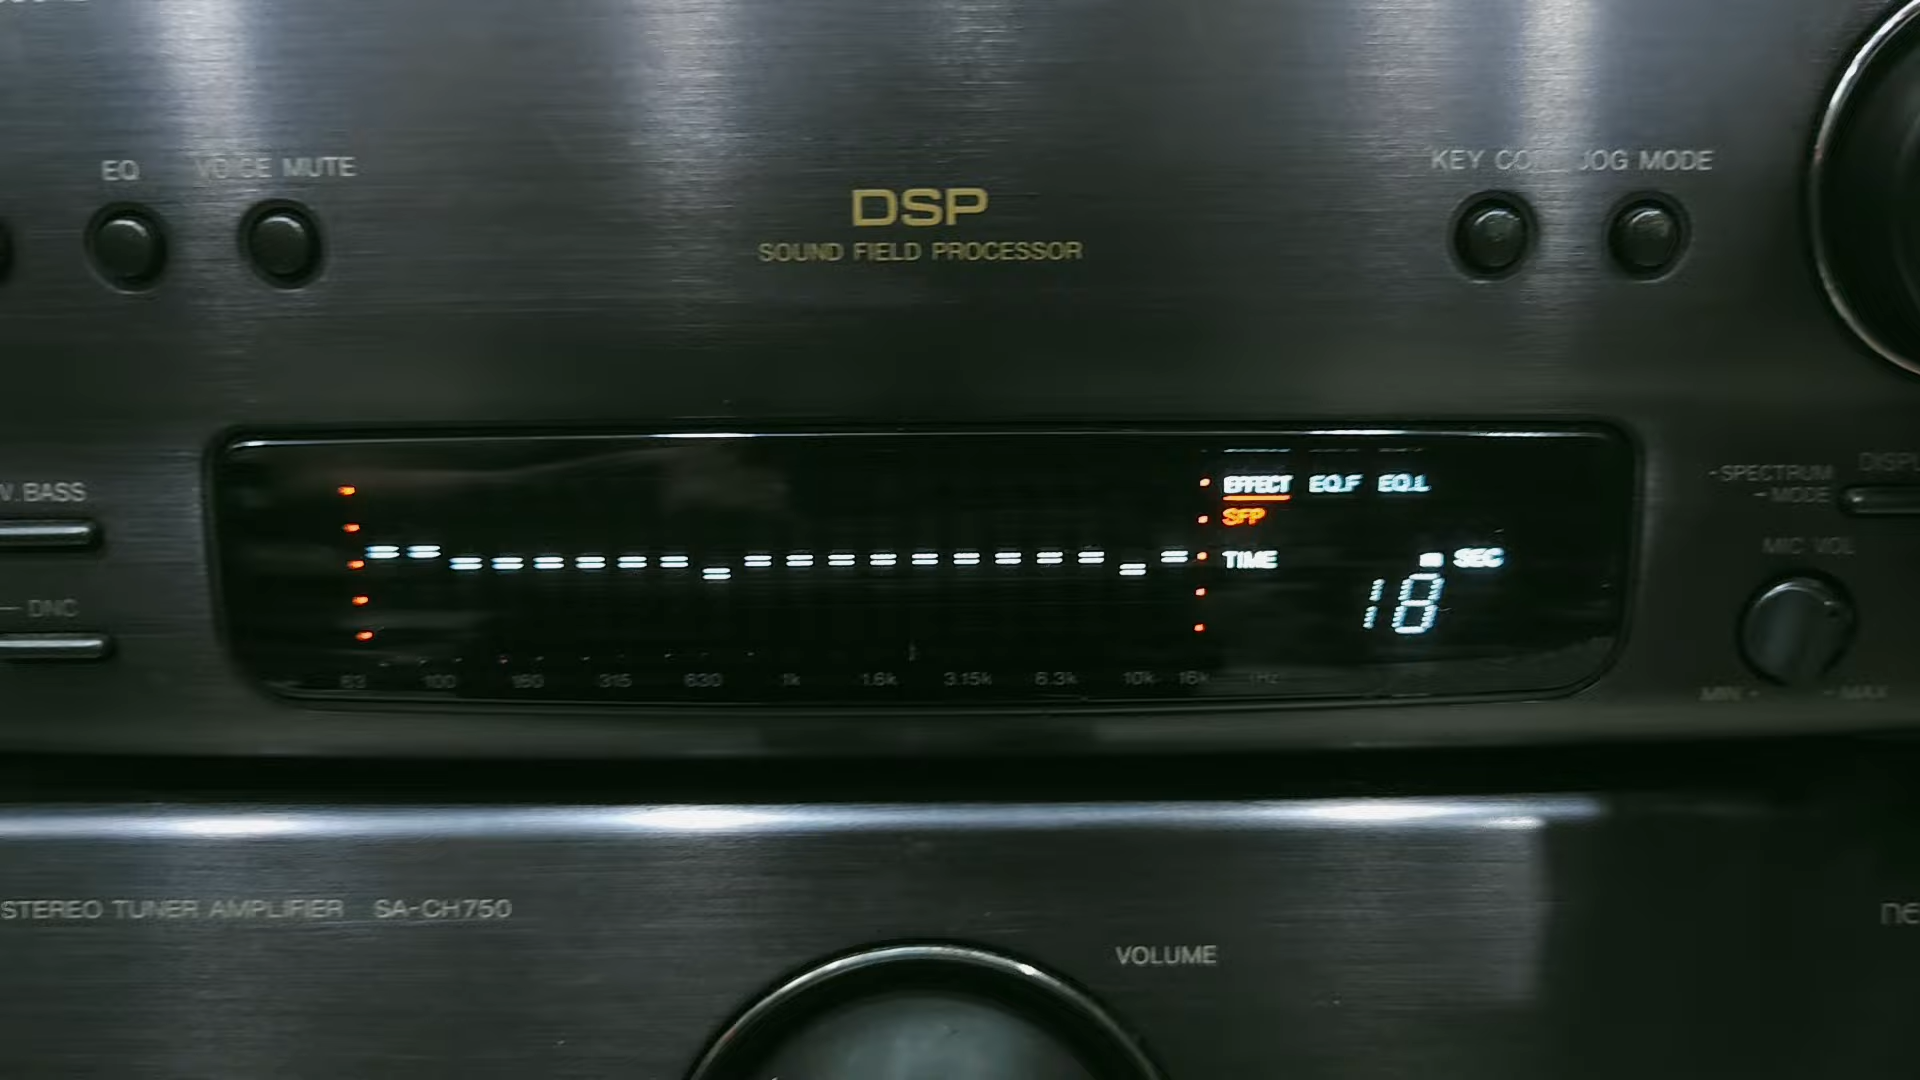 EQ VOICE MUTE
DSP
SOUND FIELD PROCESSOR
KEY CON JOG MODE
V.BASS
DNC
EFFECT EQ.F EQ.L
SFP
TIME SEC
18
63 100 160 315 630 1k 1.6k 3.15k 6.3k 10k 16k Hz
SPECTRUM
MODE
MIC VOL
MIN MAX
STEREO TUNER AMPLIFIER SA-CH750
VOLUME